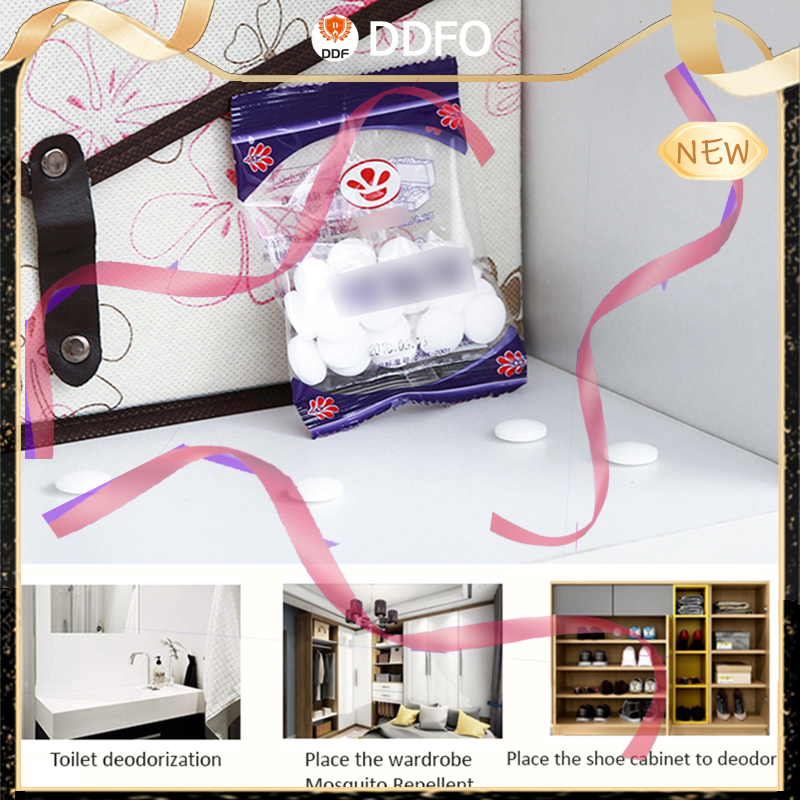 DDF
DDFO
NEW
Toilet deodorization
Place the wardrobe
Mosquito Repellent
Place the shoe cabinet to deodor